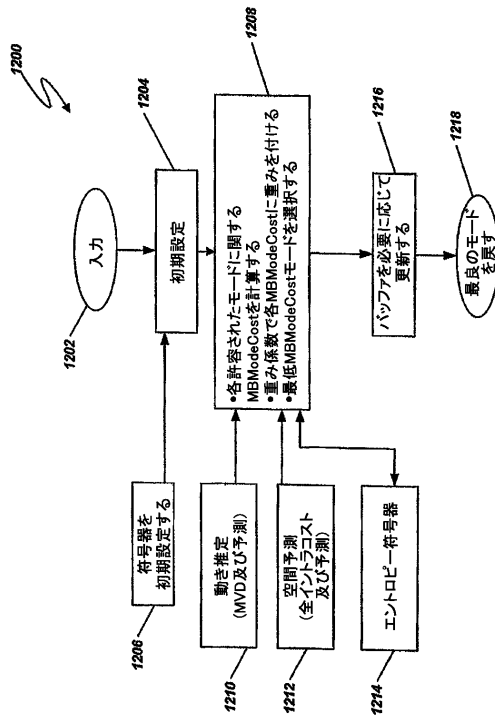 1200
入力
1202
初期設定
1204
符号器を
初期設定する
1206
•各許容されたモードに関する
MBModeCostを計算する
•重み係数で各MBModeCostに重みを付ける
•最低MBModeCostモードを選択する
1208
動き推定
(MVD及び予測)
1210
空間予測
(全イントラコスト
及び予測)
1212
エントロピー符号器
1214
バッファを必要に応じて
更新する
1216
最良のモード
を戻す
1218